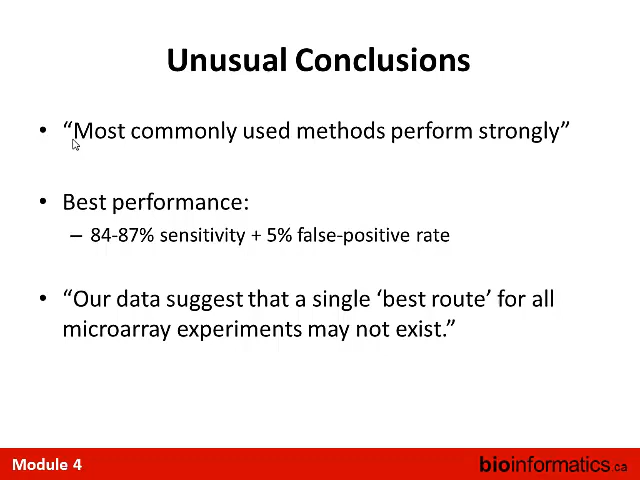 Unusual Conclusions
• “Most commonly used methods perform strongly”
• Best performance:
– 84-87% sensitivity + 5% false-positive rate
• “Our data suggest that a single ‘best route’ for all
microarray experiments may not exist.”
Module 4
bioinformatics.ca